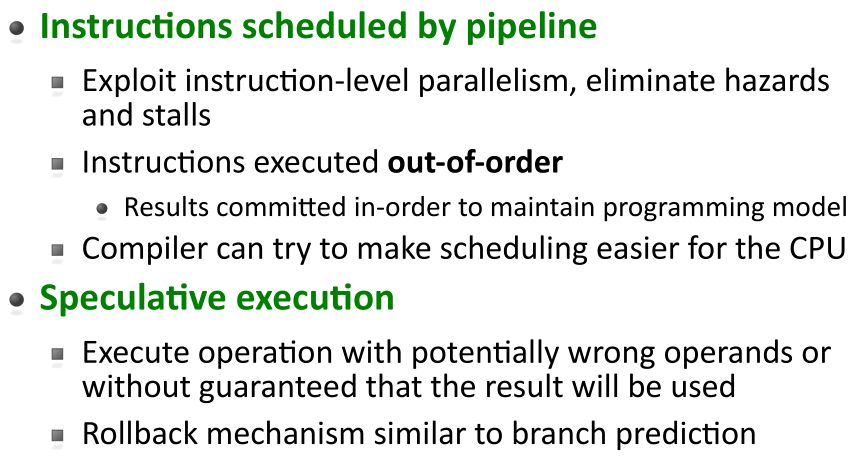 Instructions scheduled by pipeline
Exploit instruction-level parallelism, eliminate hazards
and stalls
Instructions executed out-of-order
Results committed in-order to maintain programming model
Compiler can try to make scheduling easier for the CPU
Speculative execution
Execute operation with potentially wrong operands or
without guaranteed that the result will be used
Rollback mechanism similar to branch prediction